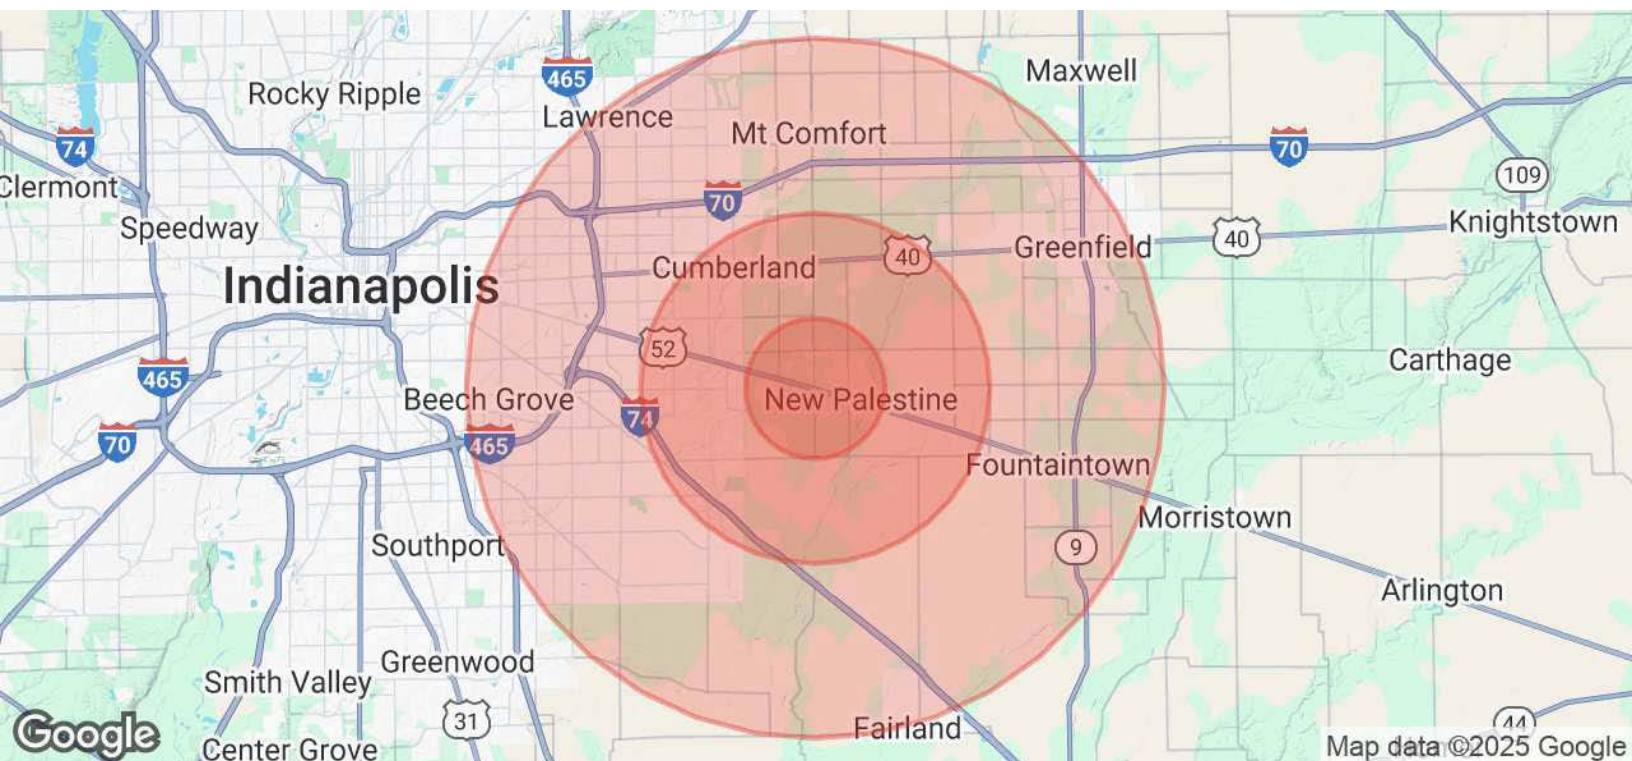 Maxwell
465
Rocky Ripple
Lawrence
Mt Comfort
74
70
109
Clermont
70
Speedway
Knightstown
40
Greenfield
40
Cumberland
Indianapolis
52
Carthage
465
New Palestine
Beech Grove
74
70
465
Fountaintown
Morristown
Southport
9
Arlington
Greenwood
Smith Valley
31
Fairland
44
Google
Center Grove
Map data ©2025 Google